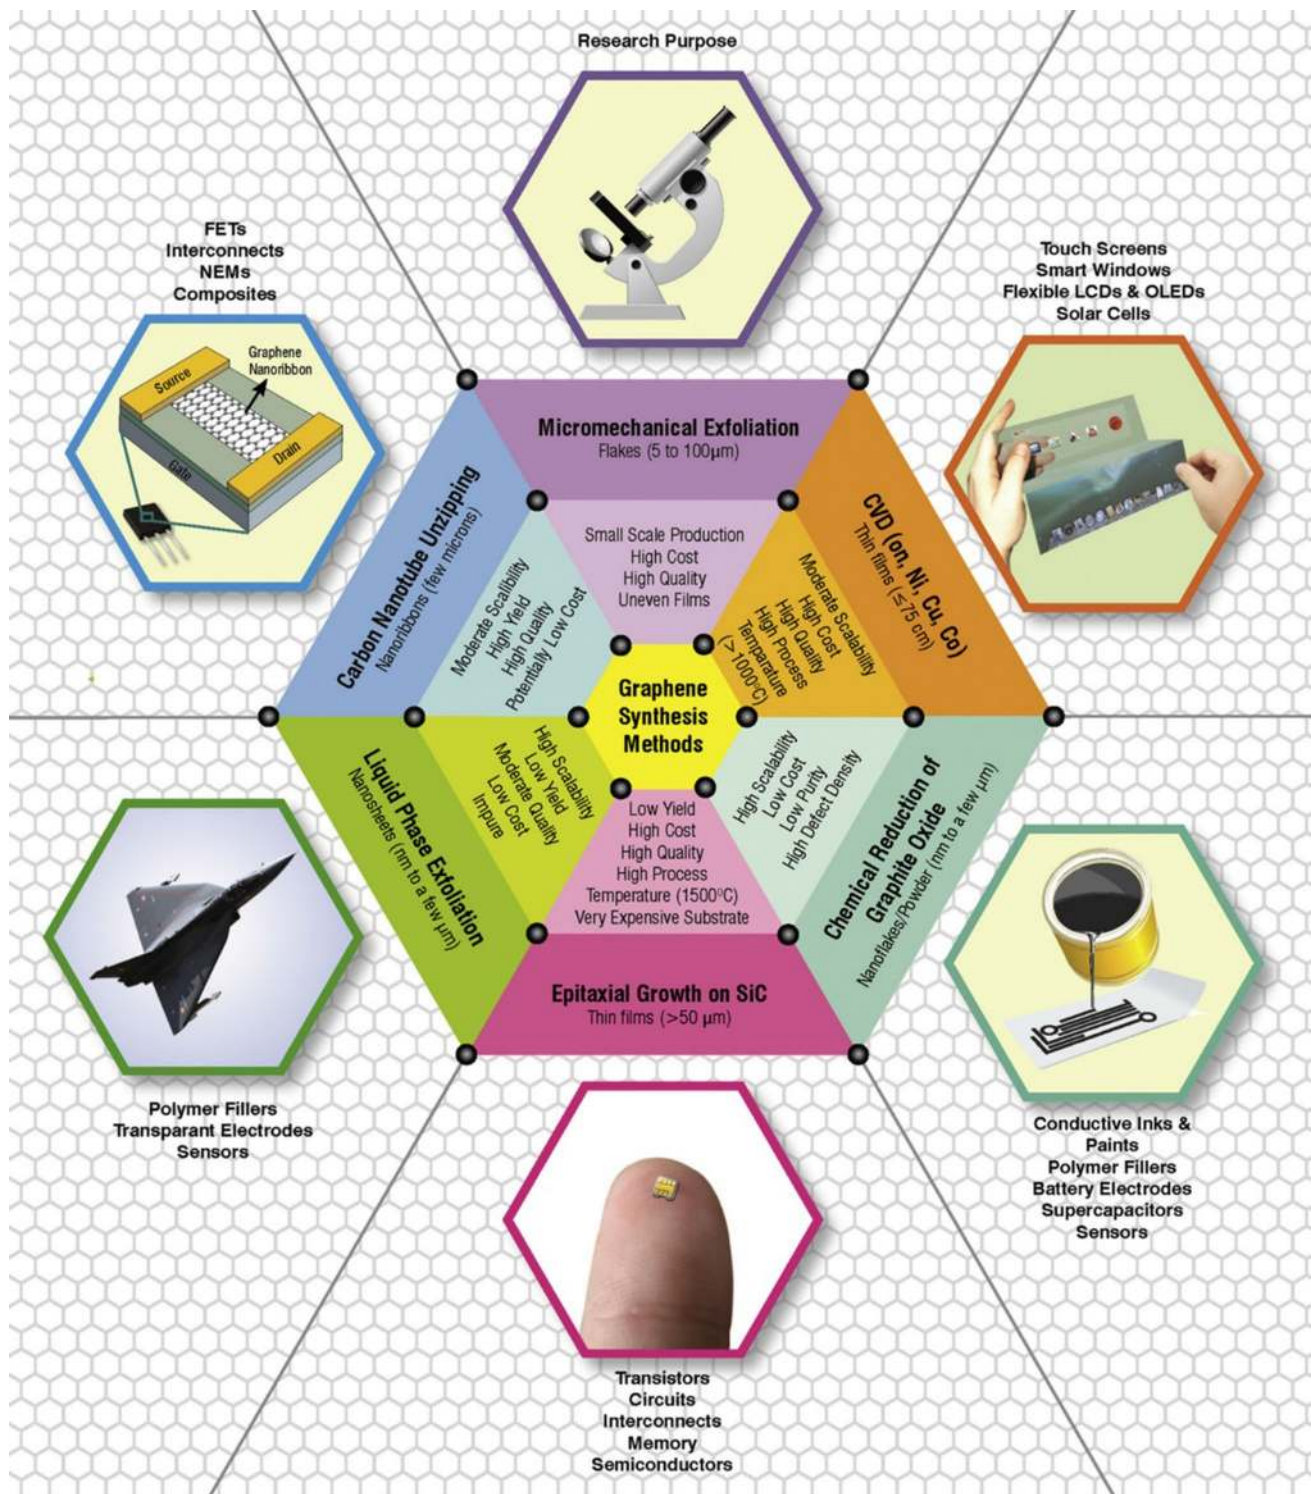 Research Purpose
FETs
Interconnects
NEMs
Composites
Touch Screens
Smart Windows
Flexible LCDs & OLEDs
Solar Cells
Graphene
Nanoribbon
Source
Drain
Gate
Micromechanical Exfoliation
Flakes (5 to 100μm)
Small Scale Production
High Cost
High Quality
Uneven Films
Carbon Nanotube Unzipping
Nanoribbons (few microns)
Moderate Scallibility
High Yield
High Quality
Potentially Low Cost
CVD (on, Ni, Cu, Co)
Thin films (≤75 cm)
Moderate Scalability
High Cost
High Quality
High Process
Temparature
(>1000ºC)
Graphene
Synthesis
Methods
Liquid Phase Exfoliation
Nanosheets (nm to a few μm)
High Scalability
Low Yield
Moderate Quality
Low Cost
Impure
Chemical Reduction of
Graphite Oxide
Nanoflakes/Powder (nm to a few μm)
High Scalability
Low Cost
Low Purity
High Defect Density
Low Yield
High Cost
High Quality
High Process
Temperature (1500ºC)
Very Expensive Substrate
Epitaxial Growth on SiC
Thin films (>50 μm)
Polymer Fillers
Transparant Electrodes
Sensors
Conductive Inks &
Paints
Polymer Fillers
Battery Electrodes
Supercapacitors
Sensors
Transistors
Circuits
Interconnects
Memory
Semiconductors